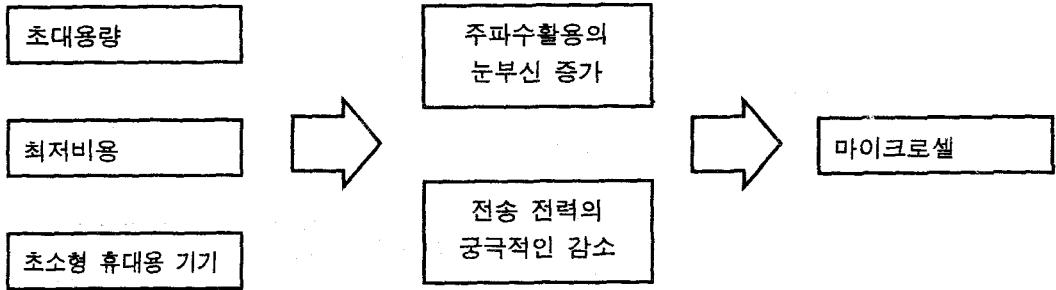 초대용량
최저비용
초소형 휴대용 기기
주파수활용의
눈부신 증가
전송 전력의
궁극적인 감소
마이크로셀